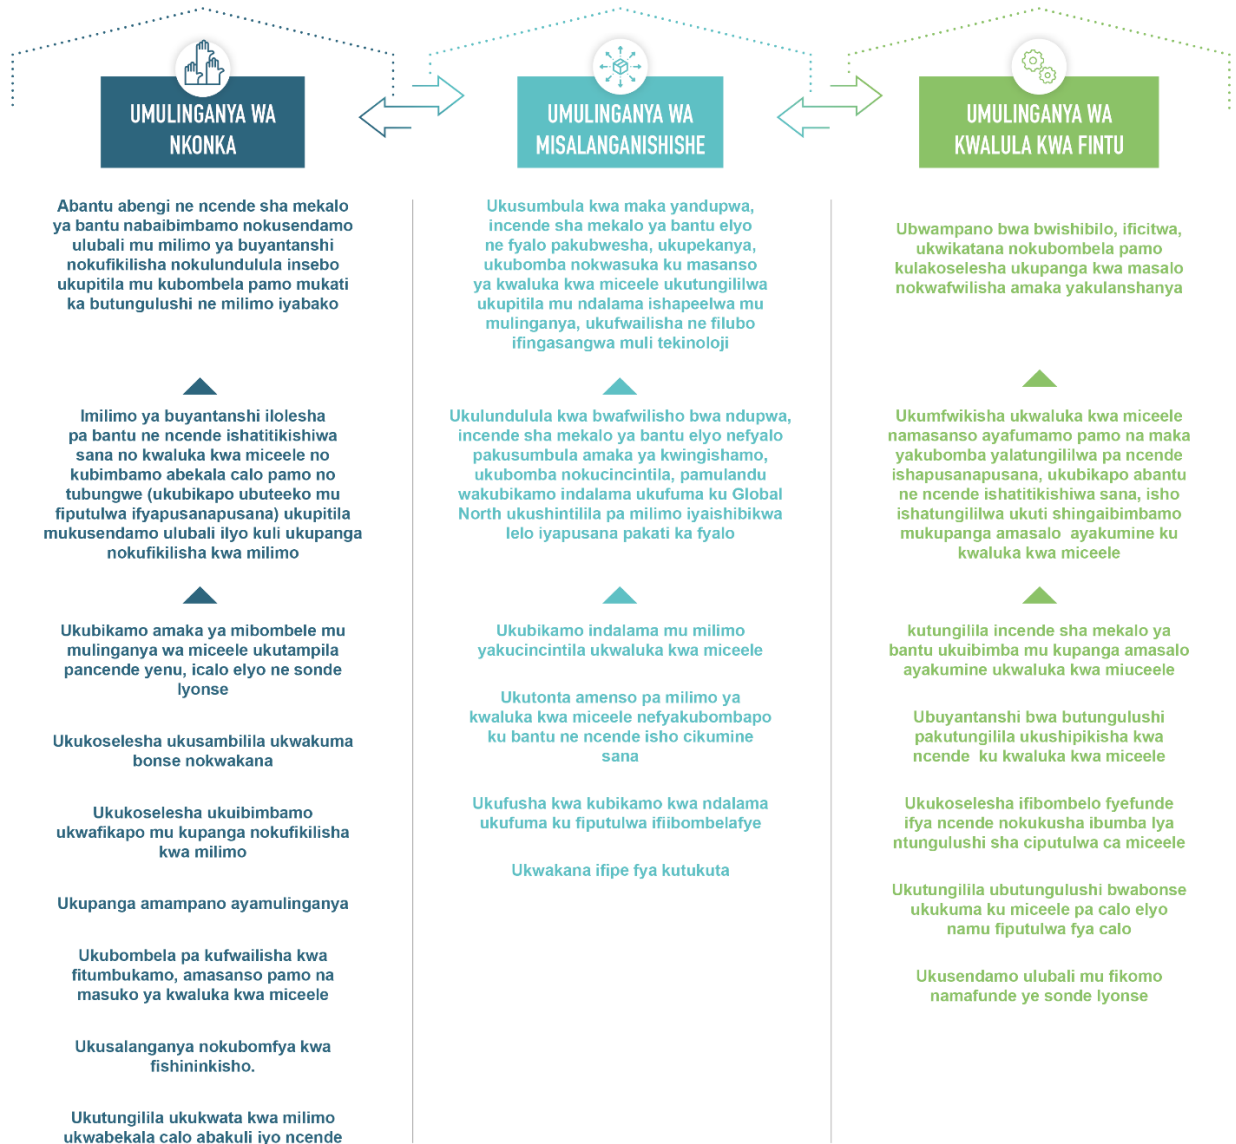 UMULINGANYA WA
NKONKA
Abantu abengi ne ncende sha mekalo
ya bantu nabaibimbamo nokusendamo
ulubali mu milimo ya buyantanshi
nokufikilisha nokulundulula insebo
ukupitila mu kubombela pamo mukati
ka butungulushi ne milimo iyabako
Imilimo ya buyantanshi ilolesha
pa bantu ne ncende ishatitikishiwa
sana no kwaluka kwa miceele no
kubimbamo abekala calo pamo no
tubungwe (ukubikapo ubuteeko mu
fiputulwa ifyapusanapusana) ukupitila
mukusendamo ulubali ilyo kuli ukupanga
nokufikilisha kwa milimo
Ukubikamo amaka ya mibombele mu
mulinganya wa miceele ukutampila
pancende yenu, icalo elyo ne sonde
lyonse
Ukukoselesha ukusambilila ukwakuma
bonse nokwakana
Ukukoselesha ukuibimbamo
ukwafikapo mu kupanga nokufikilisha
kwa milimo
Ukupanga amampano ayamulinganya
Ukubombela pa kufwailisha kwa
fitumbukamo, amasanso pamo na
masuko ya kwaluka kwa miceele
Ukusalanganya nokubomfya kwa
fishininkisho.
Ukutungilila ukukwata kwa milimo
ukwabekala calo abakuli iyo ncende
UMULINGANYA WA
MISALANGANISHISHE
Ukusumbula kwa maka yandupwa,
incende sha mekalo ya bantu elyo
ne fyalo pakubwesha, ukupekanya,
ukubomba nokwasuka ku masanso
ya kwaluka kwa miceele ukutungililwa
ukupitila mu ndalama ishapeelwa mu
mulinganya, ukufwailisha ne filubo
ifingasangwa muli tekinoloji
Ukulundulula kwa bwafwilisho bwa ndupwa,
incende sha mekalo ya bantu elyo nefyalo
pakusumbula amaka ya kwingishamo,
ukubomba nokucincintila, pamulandu
wakubikamo indalama ukufuma ku Global
North ukushintilila pa milimo iyaishibikwa
lelo iyapusana pakati ka fyalo
Ukubikamo indalama mu milimo
yakucincintila ukwaluka kwa miceele
Ukutonta amenso pa milimo ya
kwaluka kwa miceele nefyakubombapo
ku bantu ne ncende isho cikumine
sana
Ukufusha kwa kubikamo kwa ndalama
ukufuma ku fiputulwa ifiibombelafye
Ukwakana ifipe fya kutukuta
UMULINGANYA WA
KWALULA KWA FINTU
Ubwampano bwa bwishibilo, ificitwa,
ukwikatana nokubombela pamo
kulakoselesha ukupanga kwa masalo
nokwafwilisha amaka yakulanshanya
Ukumfwikisha ukwaluka kwa miceele
namasanso ayafumamo pamo na maka
yakubomba yalatungililwa pa ncende
ishapusanapusana, ukubikapo abantu
ne ncende ishatitikishiwa sana, isho
ishatungililwa ukuti shingaibimbamo
mukupanga amasalo ayakumine ku
kwaluka kwa miceele
kutungilila incende sha mekalo ya
bantu ukuibimba mu kupanga amasalo
ayakumine ukwaluka kwa miuceele
Ubuyantanshi bwa butungulushi
pakutungilila ukushipikisha kwa
ncende ku kwaluka kwa miceele
Ukukoselesha ifibombelo fyefunde
ifya ncende nokukusha ibumba lya
ntungulushi sha ciputulwa ca miceele
Ukutungilila ubutungulushi bwabonse
ukukuma ku miceele pa calo elyo
namu fiputulwa fya calo
Ukusendamo ulubali mu fikomo
namafunde ye sonde lyonse